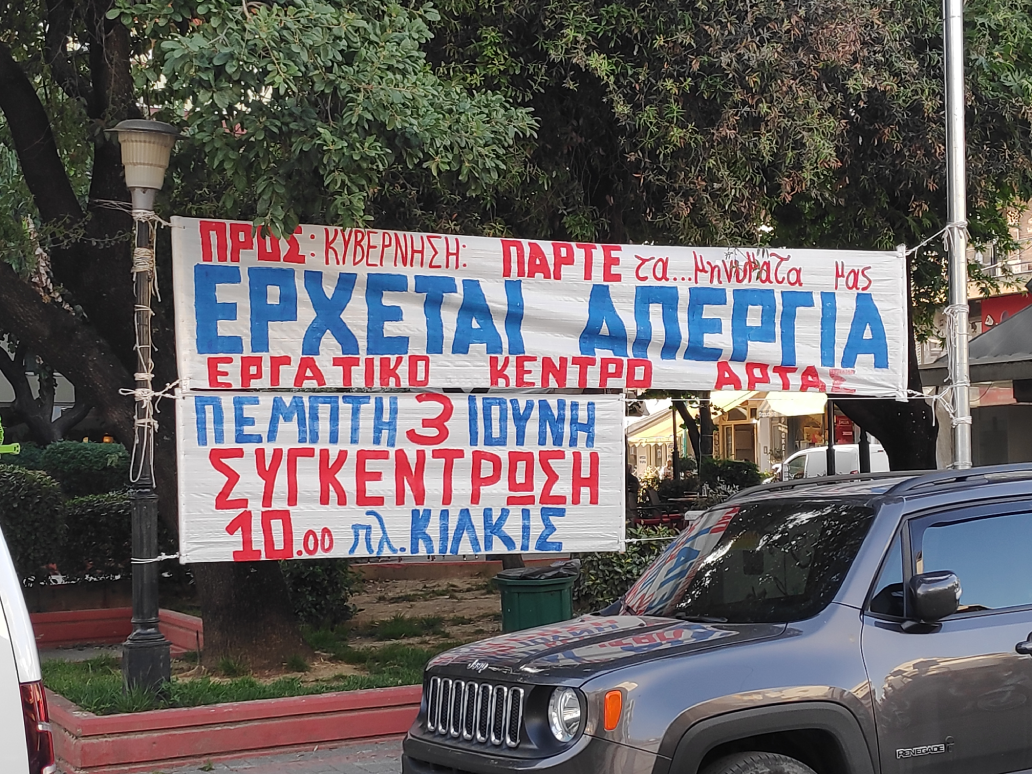 ΠΡΟΣ: ΚΥΒΕΡΝΗΣΗ: ΠΑΡΤΕ τα...μηνυματα μας
ΕΡΧΕΤΑΙ ΑΠΕΡΓΙΑ
ΕΡΓΑΤΙΚΟ ΚΕΝΤΡΟ ΑΡΤΑΣ
ΠΕΜΠΤΗ 3 ΙΟΥΝΗ
ΣΥΓΚΕΝΤΡΩΣΗ
10.00 πλ. ΚΙΛΚΙΣ
Jeep
RENEGADE